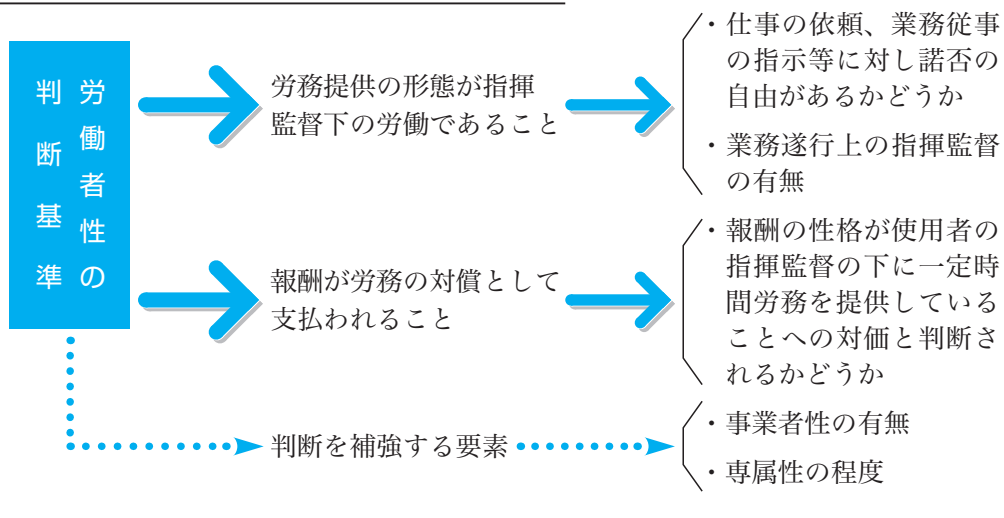 労働者性の
判断基準
労務提供の形態が指揮
監督下の労働であること
・仕事の依頼、業務従事
の指示等に対し諾否の
自由があるかどうか
・業務遂行上の指揮監督
の有無
報酬が労務の対償として
支払われること
・報酬の性格が使用者の
指揮監督の下に一定時
間労務を提供している
ことへの対価と判断さ
れるかどうか
判断を補強する要素
・事業者性の有無
・専属性の程度